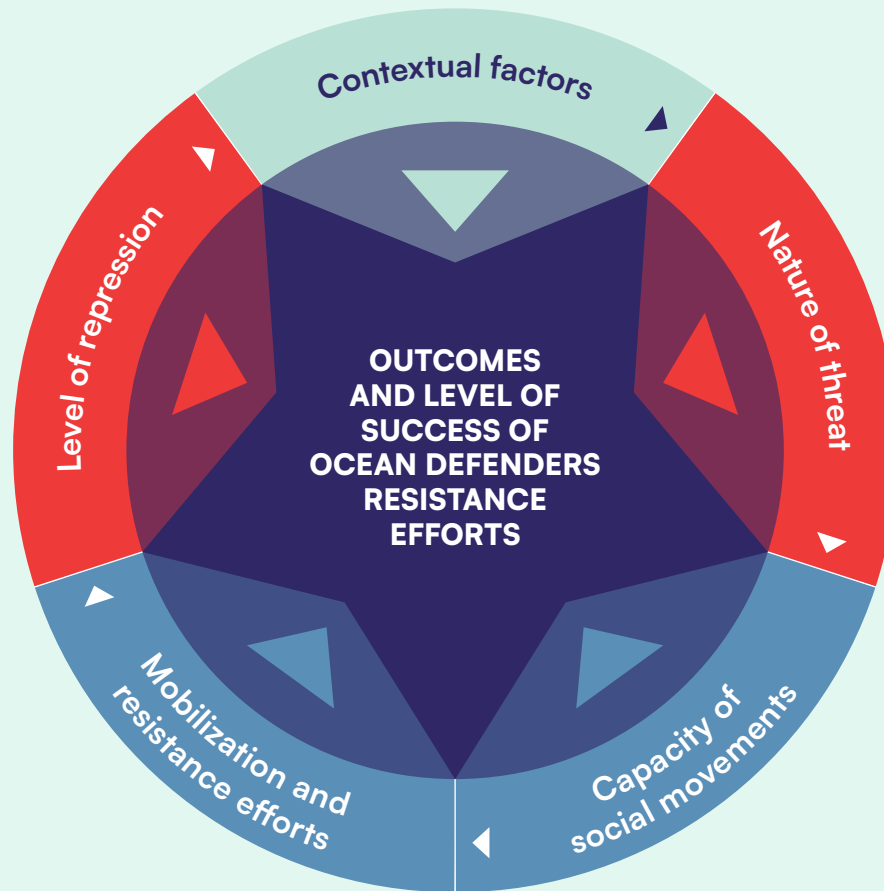 Contextual factors
Nature of threat
Capacity of
social movements
Mobilization and
resistance efforts
Level of repression
OUTCOMES
AND LEVEL OF
SUCCESS OF
OCEAN DEFENDERS
RESISTANCE
EFFORTS